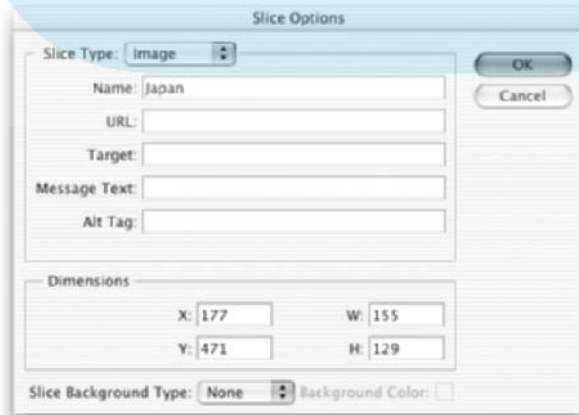 Slice Options
Slice Type: Image
OK
Name: Japan
Cancel
URL:
Target:
Message Text:
Alt Tag:
Dimensions
X: 177 W: 155
Y: 471 H: 129
Slice Background Type: None Background Color: